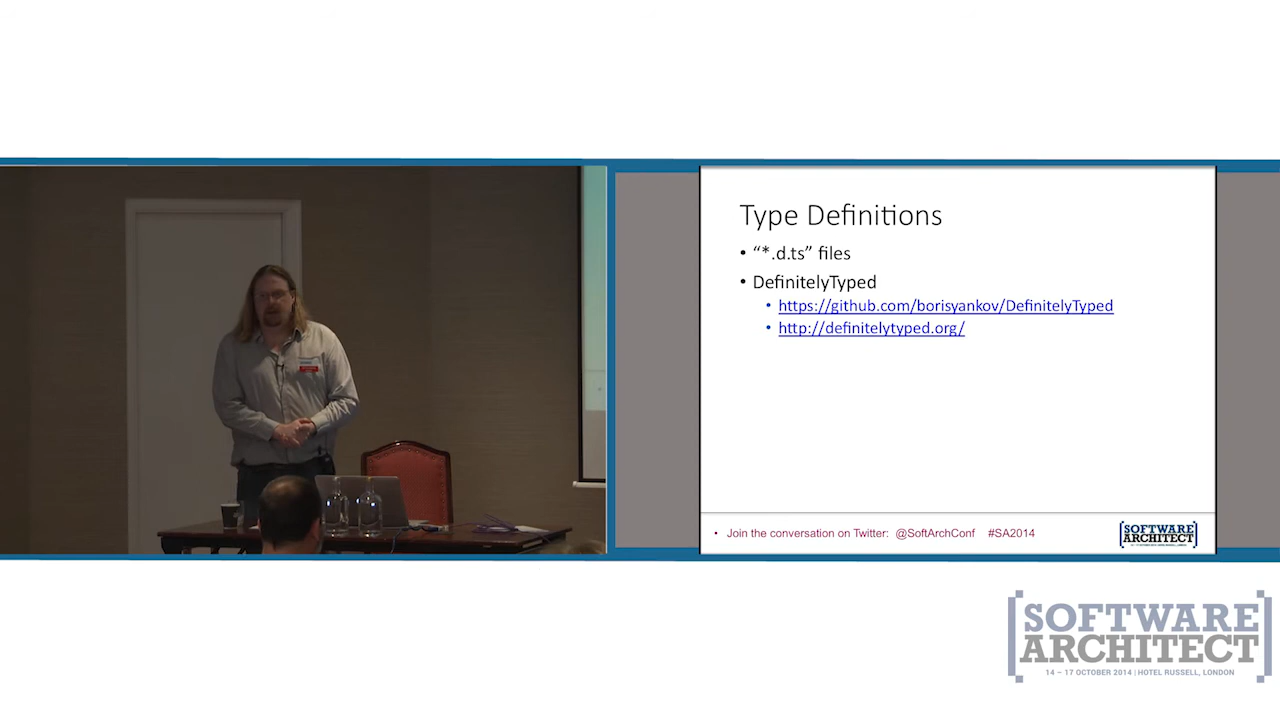 Type Definitions
• “*.d.ts” files
• DefinitelyTyped
• https://github.com/borisyankov/DefinitelyTyped
• http://definitelytyped.org/
• Join the conversation on Twitter: @SoftArchConf #SA2014
[SOFTWARE
ARCHITECT]
[SOFTWARE
ARCHITECT]
14 – 17 OCTOBER 2014 | HOTEL RUSSELL, LONDON